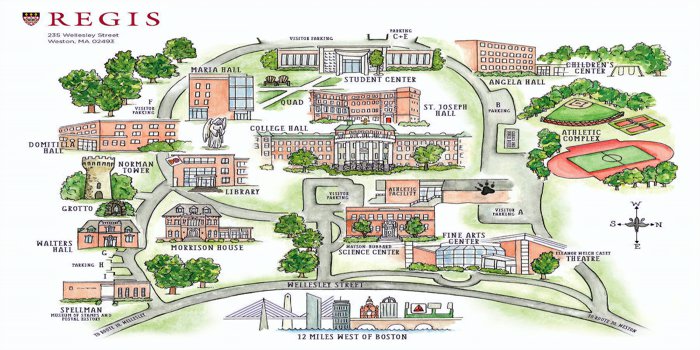 REGIS
235 Wellesley Street
Weston, MA 02493
VISITOR PARKING
PARKING
C+E
STUDENT CENTER
MARIA HALL
QUAD
ST. JOSEPH
HALL
CHILDREN'S
CENTER
ANGELA HALL
F
VISITOR
PARKING
B
PARKING
COLLEGE HALL
ATHLETIC
COMPLEX
DOMITILLA
HALL
NORMAN
TOWER
LIBRARY
GROTTO
VISITOR
PARKING
ATHLETIC
FACILITY
VISITOR
PARKING
A
WALTERS
HALL
MORRISON HOUSE
SCIENCE CENTER
FINE ARTS
CENTER
ELEANOR WELCH CASEY
THEATRE
W
S
N
E
G
PARKING H
I
SPELLMAN
MUSEUM OF STAMPS AND
POSTAL HISTORY
WELLESLEY STREET
TO ROUTE 16, WELLESLEY
TO ROUTE 30, WESTON
12 MILES WEST OF BOSTON